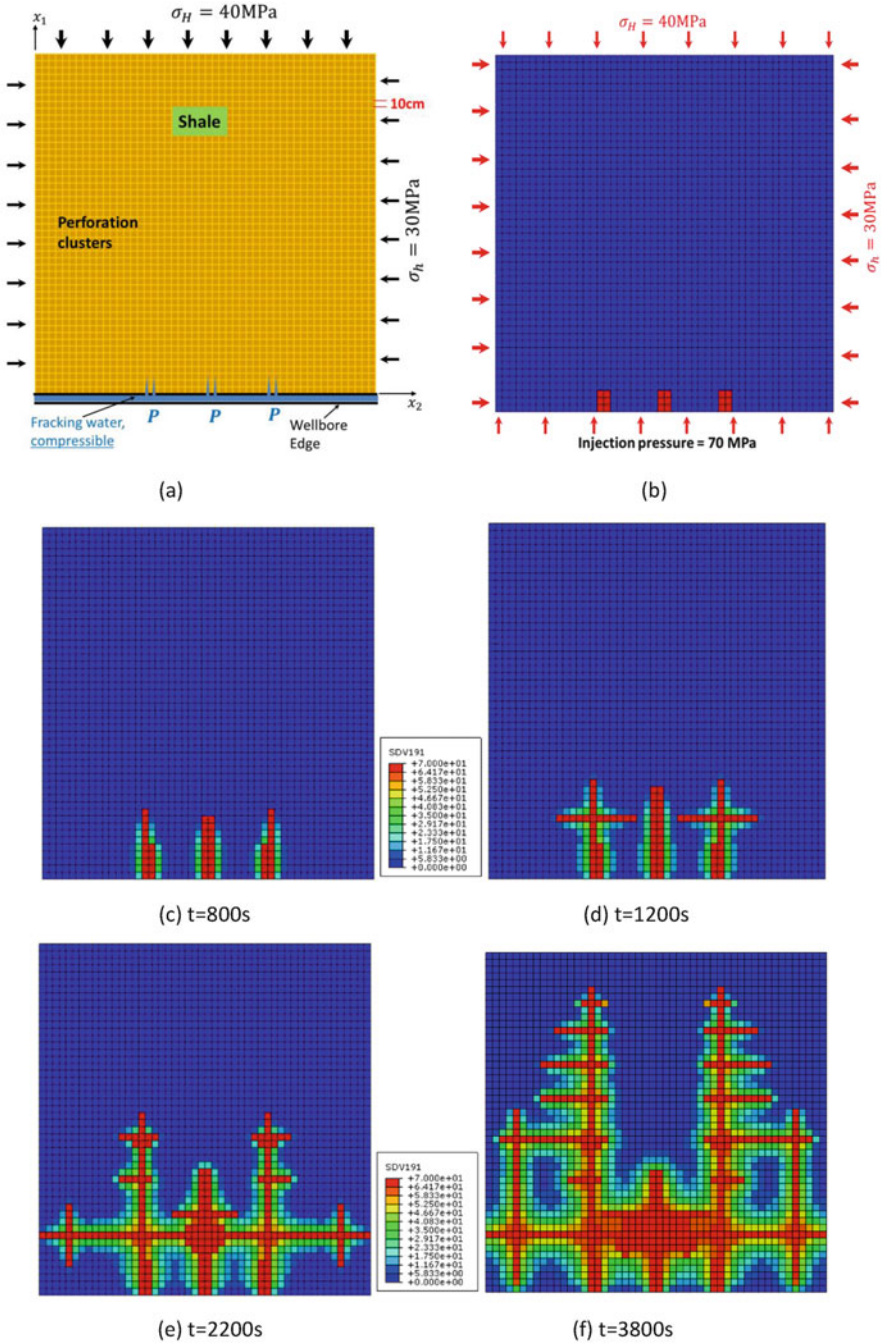 x₁
σ_H = 40MPa
10cm
Shale
Perforation
clusters
σ_h = 30MPa
x₂
Fracking water,
compressible
P P P
Wellbore
Edge
(a)
σ_H = 40MPa
σ_h = 30MPa
Injection pressure = 70 MPa
(b)
SDV191
+7.000e+01
+6.417e+01
+5.833e+01
+5.250e+01
+4.667e+01
+4.083e+01
+3.500e+01
+2.917e+01
+2.333e+01
+1.750e+01
+1.167e+01
+5.833e+00
+0.000e+00
(c) t=800s
(d) t=1200s
SDV191
+7.000e+01
+6.417e+01
+5.833e+01
+5.250e+01
+4.667e+01
+4.083e+01
+3.500e+01
+2.917e+01
+2.333e+01
+1.750e+01
+1.167e+01
+5.833e+00
+0.000e+00
(e) t=2200s
(f) t=3800s